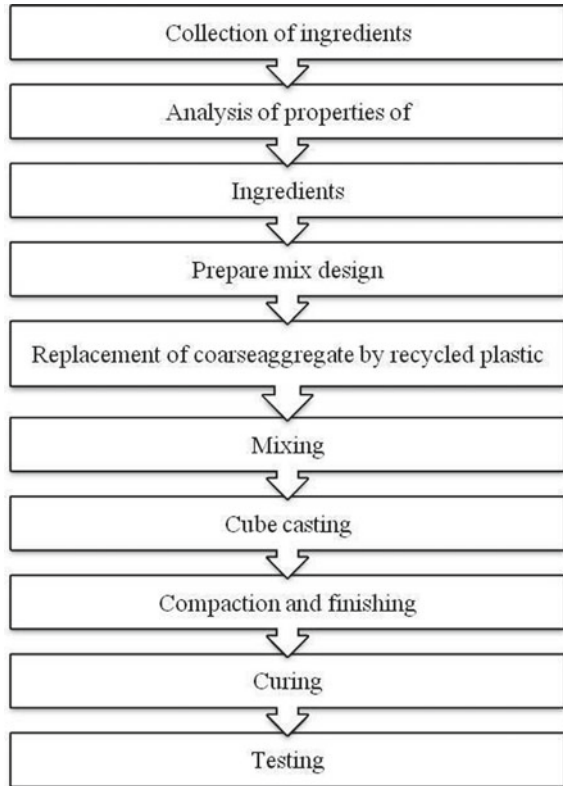 Collection of ingredients
Analysis of properties of
Ingredients
Prepare mix design
Replacement of coarseaggregate by recycled plastic
Mixing
Cube casting
Compaction and finishing
Curing
Testing